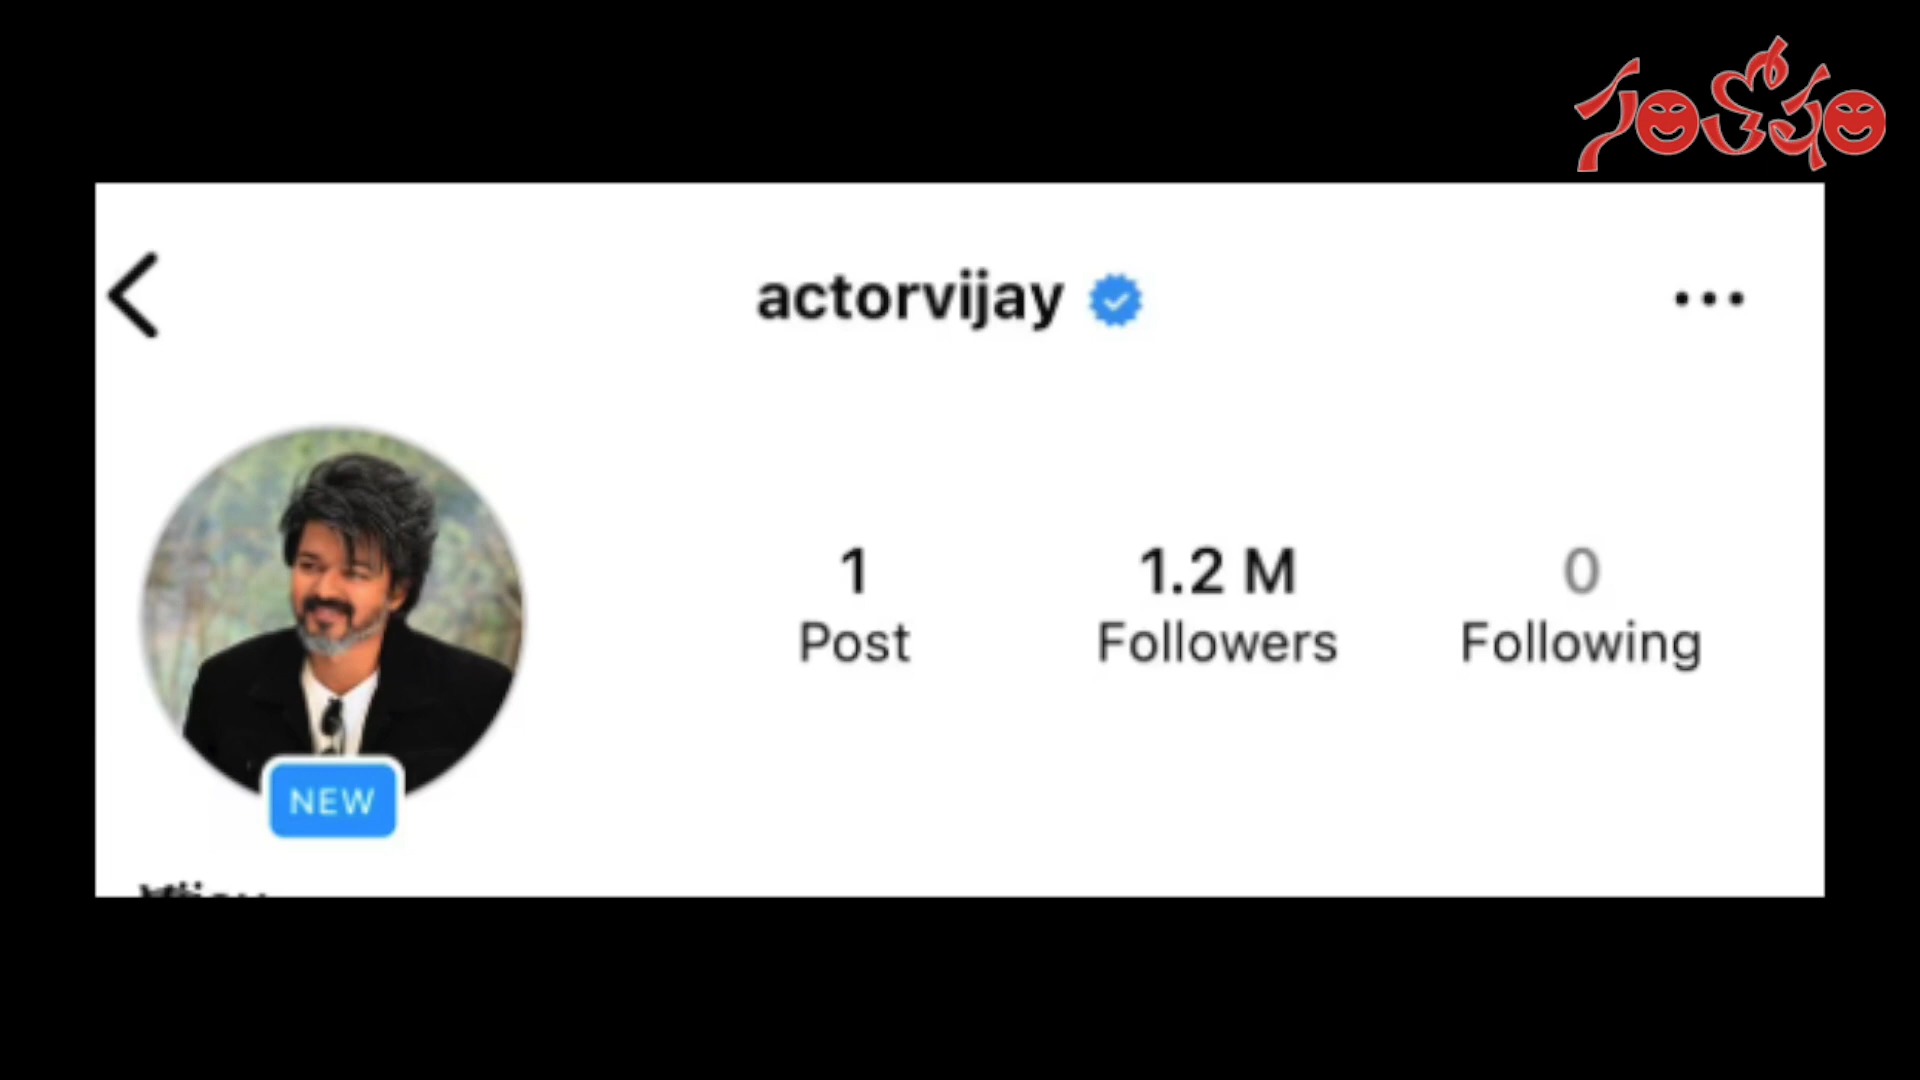 సంతోషం
actorvijay
1
Post
1.2 M
Followers
0
Following
NEW